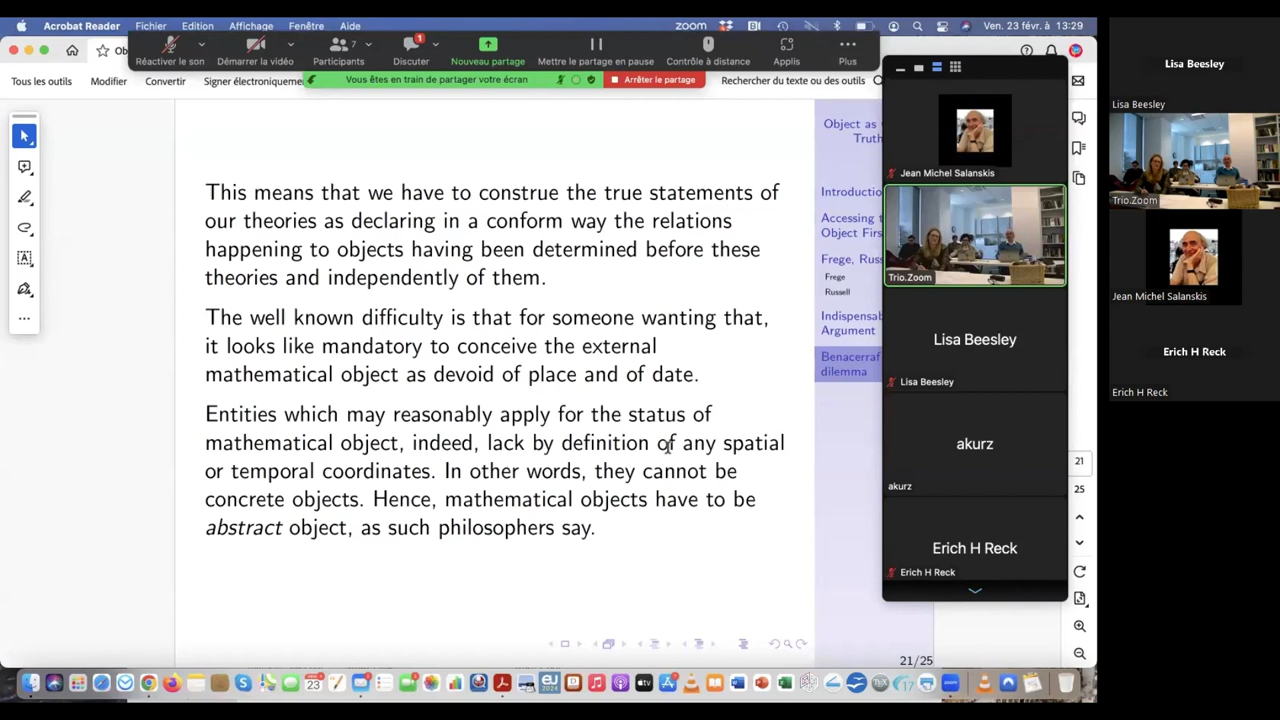 Acrobat Reader Fichier Edition Affichage Fenêtre Aide zoom Ven. 23 févr. à 13:29
Réactiver le son Démarrer la vidéo 7 Participants 1 Discuter Nouveau partage Mettre le partage en pause Contrôle à distance Applis Plus
Tous les outils Modifier Convertir Signer électroniquement
Vous êtes en train de partager votre écran Arrêter le partage
Rechercher du texte ou des outils
This means that we have to construe the true statements of
our theories as declaring in a conform way the relations
happening to objects having been determined before these
theories and independently of them.
The well known difficulty is that for someone wanting that,
it looks like mandatory to conceive the external
mathematical object as devoid of place and of date.
Entities which may reasonably apply for the status of
mathematical object, indeed, lack by definition of any spatial
or temporal coordinates. In other words, they cannot be
concrete objects. Hence, mathematical objects have to be
abstract object, as such philosophers say.
Object as
Truth
Introduction
Accessing t
Object First
Frege, Russ
Frege
Russell
Indispensab
Argument
Benacerraf
dilemma
21/25
21
25
Jean Michel Salanskis
Trio.Zoom
Lisa Beesley
Lisa Beesley
akurz
akurz
Erich H Reck
Erich H Reck
Lisa Beesley
Lisa Beesley
Trio.Zoom
Jean Michel Salanskis
Erich H Reck
Erich H Reck